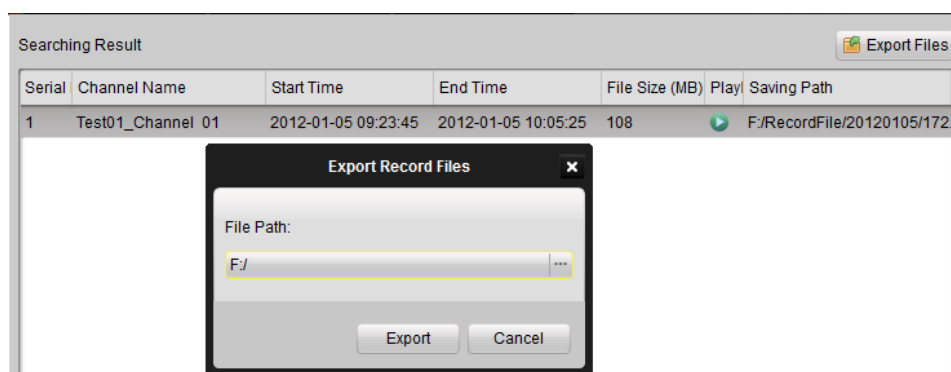 Searching Result
Export Files
Serial Channel Name Start Time End Time File Size (MB) Saving Path
1 Test01_Channel 01 2012-01-05 09:23:45 2012-01-05 10:05:25 108 F:/RecordFile/20120105/172
Export Record Files
File Path:
F:/
...
Export Cancel